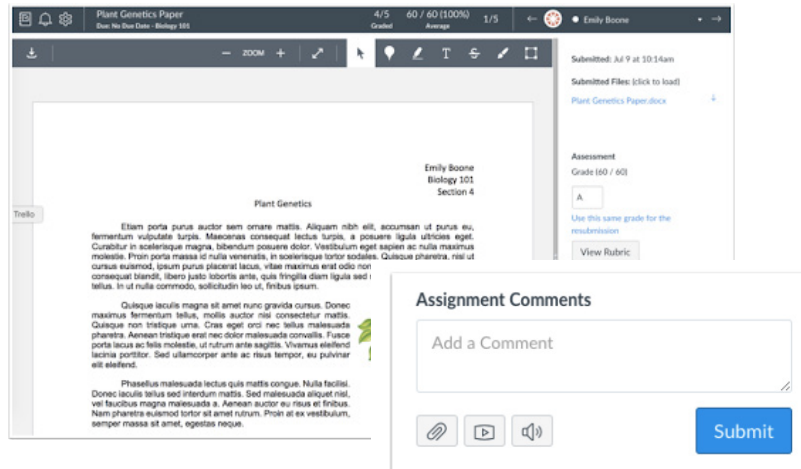 Plant Genetics Paper
Due: No Due Date - Biology 101
4/5
Graded
60 / 60 (100%)
Average
1/5
Emily Boone
ZOOM
T
S
Submitted: Jul 9 at 10:14am
Submitted Files: (click to load)
Plant Genetics Paper.docx
Assessment
Grade (60 / 60)
A
Use this same grade for the
resubmission
View Rubric
Trello
Emily Boone
Biology 101
Section 4
Plant Genetics
Etiam porta purus auctor sem ornare mattis. Aliquam nibh elit, accumsan ut purus eu,
fermentum vulputate turpis. Maecenas consequat lectus turpis, a posuere ligula ultricies eget.
Curabitur in scelerisque magna, bibendum posuere dolor. Vestibulum eget sapien ac nulla maximus
molestie. Proin porta massa id nulla venenatis, in scelerisque tortor sodales. Quisque pharetra, nisl ut
cursus euismod, ipsum purus placerat lacus, vitae maximus erat odio non
consequat blandit, libero justo lobortis ante, quis fringilla diam ligula sed
tellus. In ut nulla commodo, sollicitudin leo ut, finibus ipsum.
Quisque iaculis magna sit amet nunc gravida cursus. Donec
maximus fermentum tellus, mollis auctor nisi consectetur mattis.
Quisque non tristique urna. Cras eget orci nec tellus malesuada
pharetra. Aenean tristique erat nec dolor malesuada convallis. Fusce
porta lacus ac felis molestie, ut rutrum ante sagittis. Vivamus eleifend
lacinia porttitor. Sed ullamcorper ante ac risus tempor, eu pulvinar
elit eleifend.
Phasellus malesuada lectus quis mattis congue. Nulla facilisi.
Donec iaculis tellus sed interdum mattis. Sed malesuada aliquet nisl,
vel faucibus magna malesuada a. Aenean auctor eu risus et finibus.
Nam pharetra euismod tortor sit amet rutrum. Proin at ex vestibulum,
semper massa sit amet, egestas neque.
Assignment Comments
Add a Comment
Submit